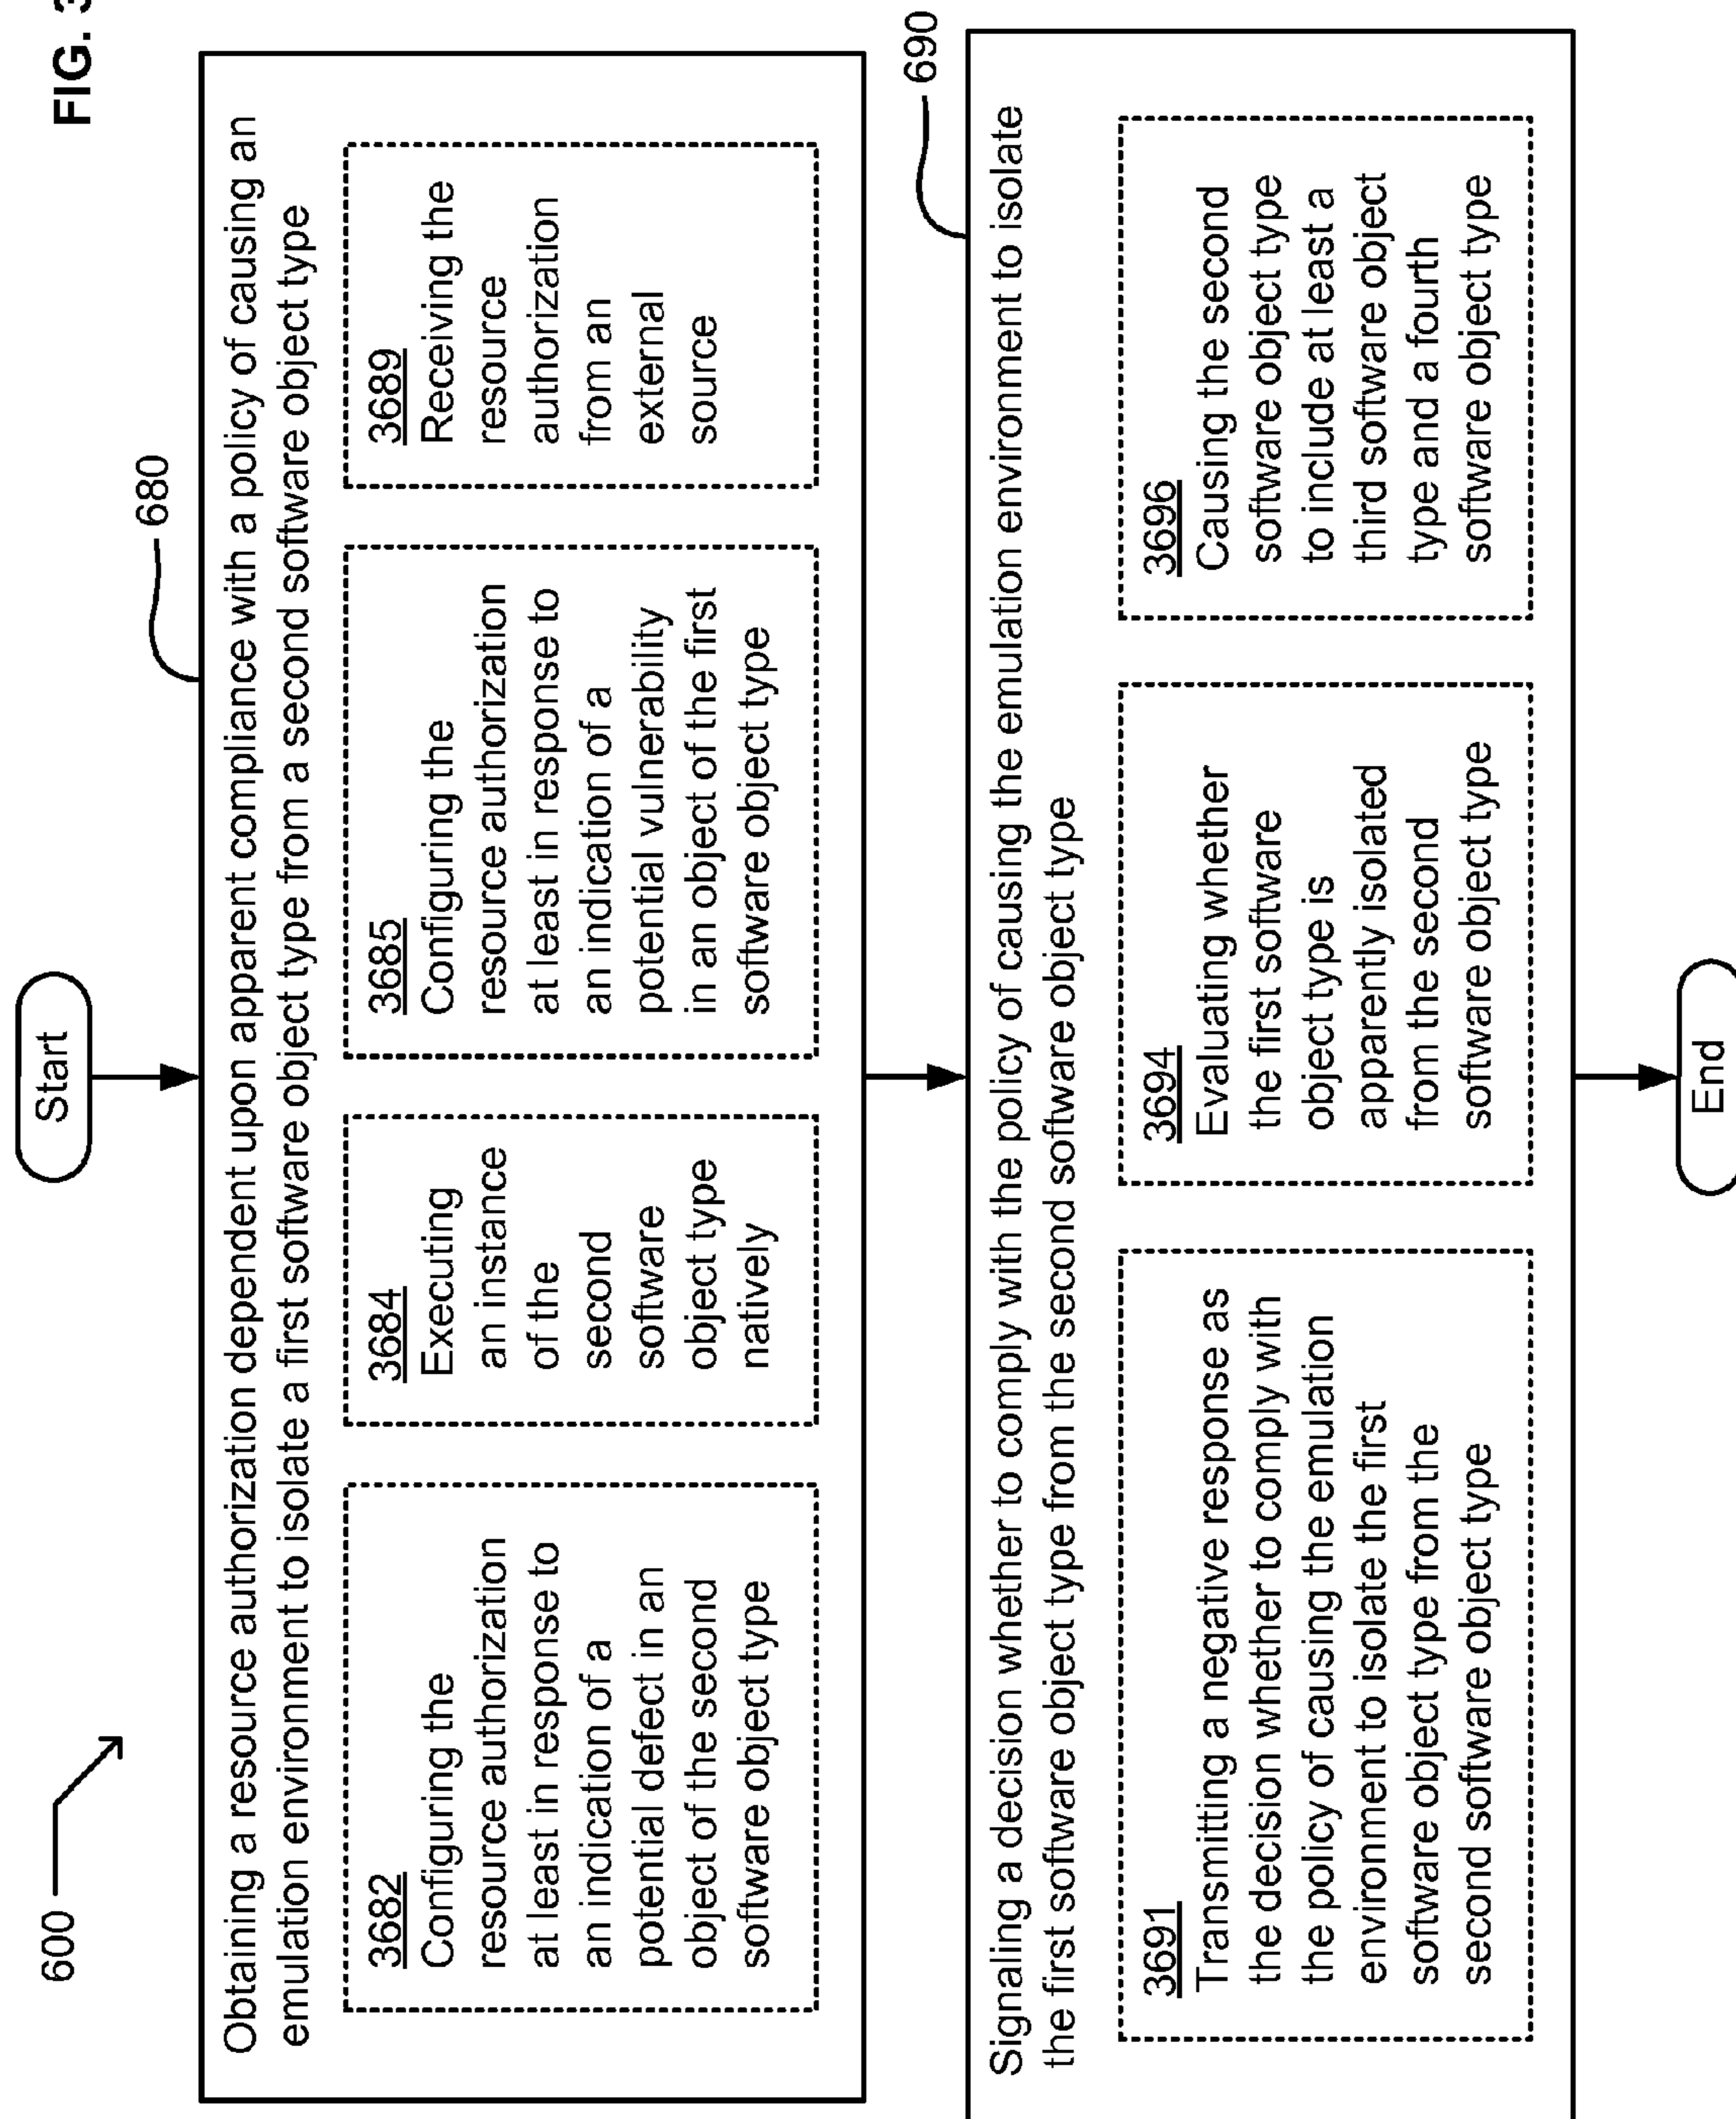 FIG. 3
600
Start
680
Obtaining a resource authorization dependent upon apparent compliance with a policy of causing an
emulation environment to isolate a first software object type from a second software object type
3682
Configuring the
resource authorization
at least in response to
an indication of a
potential defect in an
object of the second
software object type
3684
Executing
an instance
of the
second
software
object type
natively
3685
Configuring the
resource authorization
at least in response to
an indication of a
potential vulnerability
in an object of the first
software object type
3689
Receiving the
resource
authorization
from an
external
source
690
Signaling a decision whether to comply with the policy of causing the emulation environment to isolate
the first software object type from the second software object type
3691
Transmitting a negative response as
the decision whether to comply with
the policy of causing the emulation
environment to isolate the first
software object type from the
second software object type
3694
Evaluating whether
the first software
object type is
apparently isolated
from the second
software object type
3696
Causing the second
software object type
to include at least a
third software object
type and a fourth
software object type
End